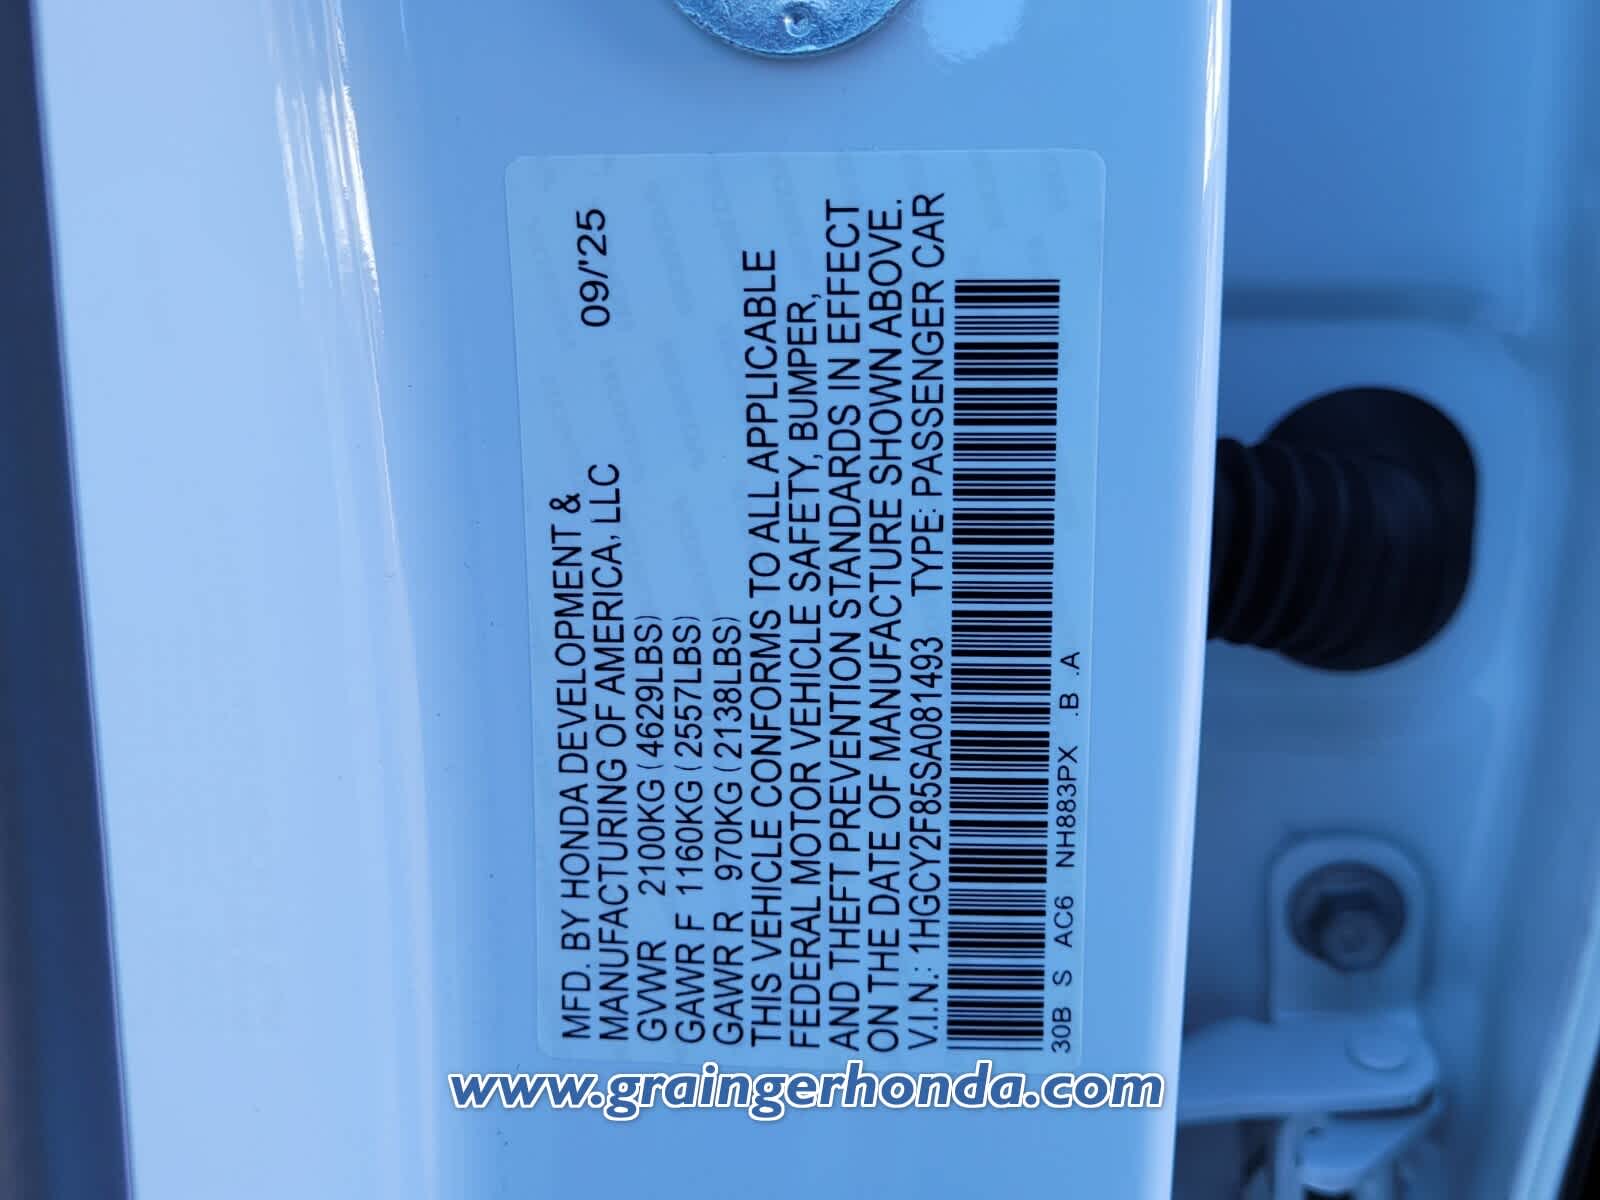 MFD. BY HONDA DEVELOPMENT &
MANUFACTURING OF AMERICA, LLC 09/'25
GVWR 2100KG (4629LBS)
GAWR F 1160KG (2557LBS)
GAWR R 970KG (2138LBS)
THIS VEHICLE CONFORMS TO ALL APPLICABLE
FEDERAL MOTOR VEHICLE SAFETY, BUMPER,
AND THEFT PREVENTION STANDARDS IN EFFECT
ON THE DATE OF MANUFACTURE SHOWN ABOVE.
V.I.N.: 1HGCY2F85SA081493 TYPE: PASSENGER CAR
30B S AC6 NH883PX .B .A
www.graingerhonda.com